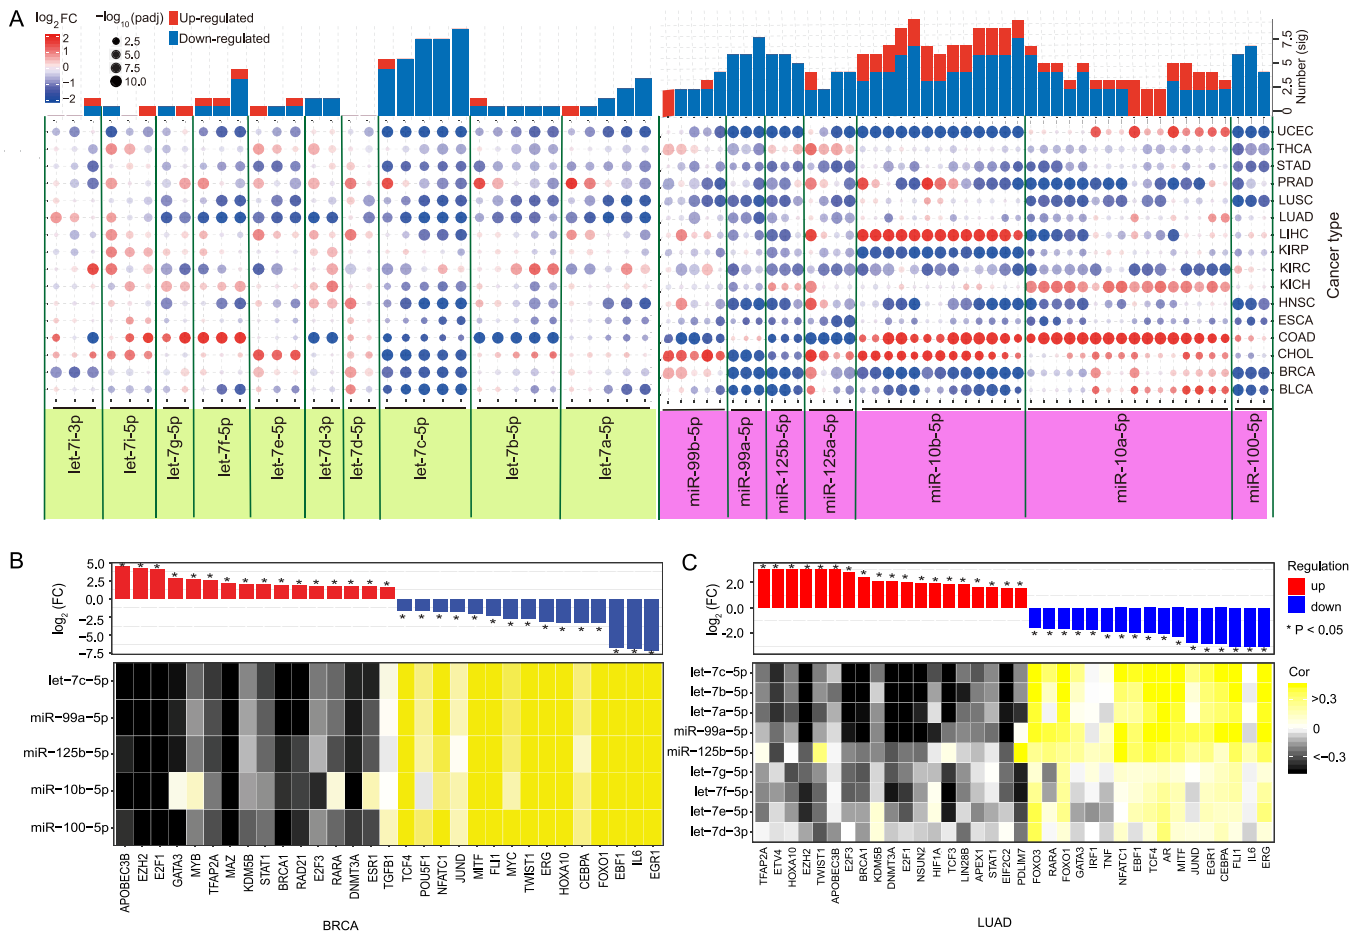 A
log2FC
2
1
0
−1
−2
−log10(padj)
2.5
5.0
7.5
10.0
Up-regulated
Down-regulated
7.5
5
2.5
0
Number (sig)
UCEC
THCA
STAD
PRAD
LUSC
LUAD
LIHC
KIRP
KIRC
KICH
HNSC
ESCA
COAD
CHOL
BRCA
BLCA
Cancer type
let-7i-3p
let-7i-5p
let-7g-5p
let-7f-5p
let-7e-5p
let-7d-3p
let-7d-5p
let-7c-5p
let-7b-5p
let-7a-5p
miR-99b-5p
miR-99a-5p
miR-125b-5p
miR-125a-5p
miR-10b-5p
miR-10a-5p
miR-100-5p
B
5.0
2.5
0.0
−2.5
−5.0
−7.5
log2 (FC)
let−7c−5p
miR−99a−5p
miR−125b−5p
miR−10b−5p
miR−100−5p
APOBEC3B
EZH2
E2F1
GATA3
MYB
TFAP2A
MAZ
KDM5B
STAT1
BRCA1
RAD21
E2F3
RARA
DNMT3A
ESR1
TGFB1
TCF4
POU5F1
NFATC1
JUND
MITF
FLI1
MYC
TWIST1
ERG
HOXA10
CEBPA
FOXO1
EBF1
IL6
EGR1
BRCA
C
2.0
0.0
−2.0
log2 (FC)
Regulation
up
down
* P < 0.05
let−7c−5p
let−7b−5p
let−7a−5p
miR−99a−5p
miR−125b−5p
let−7g−5p
let−7f−5p
let−7e−5p
let−7d−3p
Cor
>0.3
0
<−0.3
TFAP2A
ETV4
HOXA10
EZH2
TWIST1
APOBEC3B
E2F3
BRCA1
KDM5B
DNMT3A
E2F1
NSUN2
HIF1A
TCF3
LIN28B
APEX1
STAT1
EIF2C2
PDLIM7
FOXO3
RARA
FOXO1
GATA3
IRF1
TNF
NFATC1
EBF1
TCF4
AR
MITF
JUND
EGR1
CEBPA
FLI1
IL6
ERG
LUAD